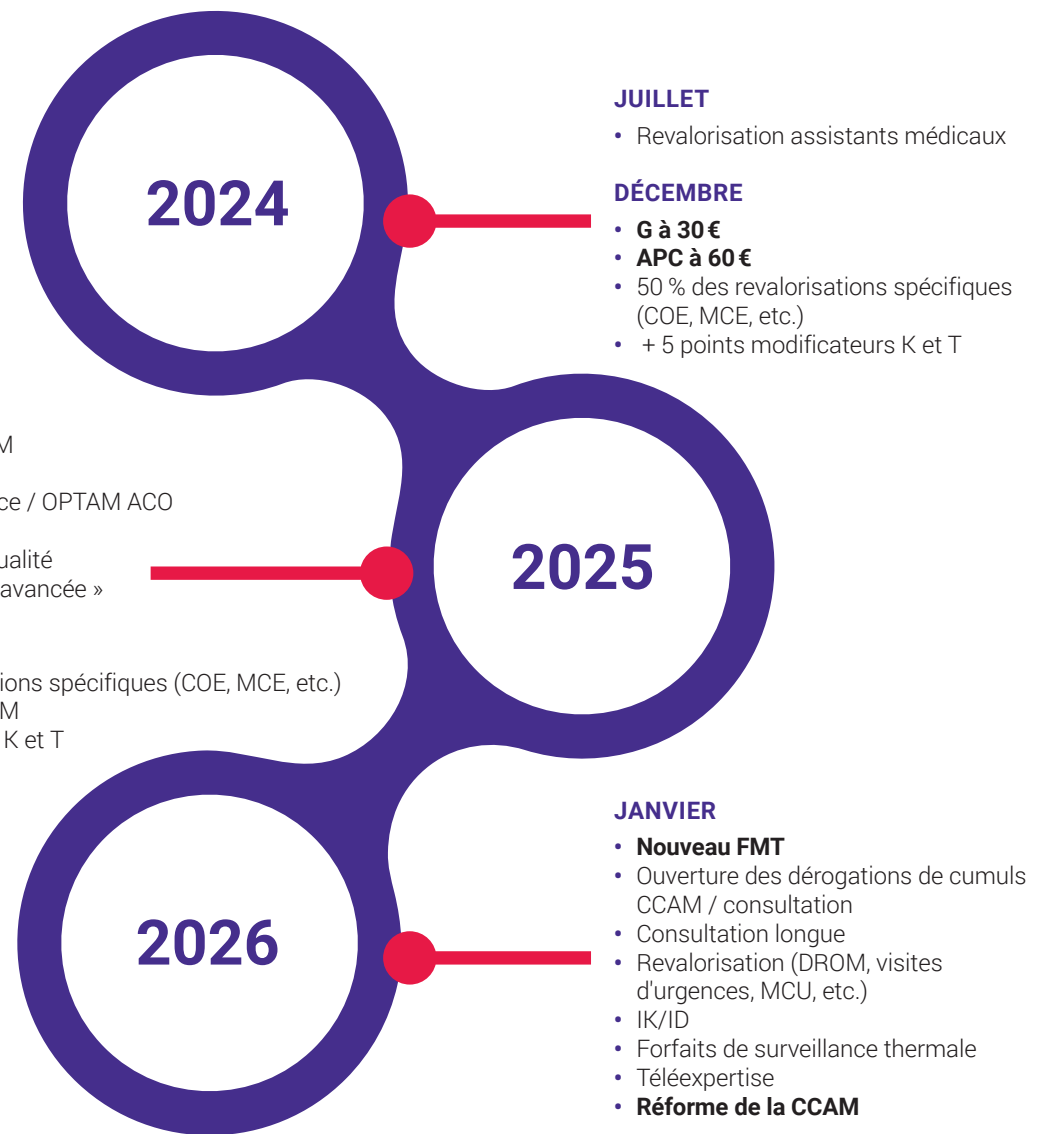 2024
JUILLET
• Revalorisation assistants médicaux
DÉCEMBRE
• G à 30 €
• APC à 60 €
• 50 % des revalorisations spécifiques
(COE, MCE, etc.)
• + 5 points modificateurs K et T
2025
/ OPTAM ACO
avancée »
spécifiques (COE, MCE, etc.)
K et T
2026
JANVIER
• Nouveau FMT
• Ouverture des dérogations de cumuls
CCAM / consultation
• Consultation longue
• Revalorisation (DROM, visites
d'urgences, MCU, etc.)
• IK/ID
• Forfaits de surveillance thermale
• Téléexpertise
• Réforme de la CCAM